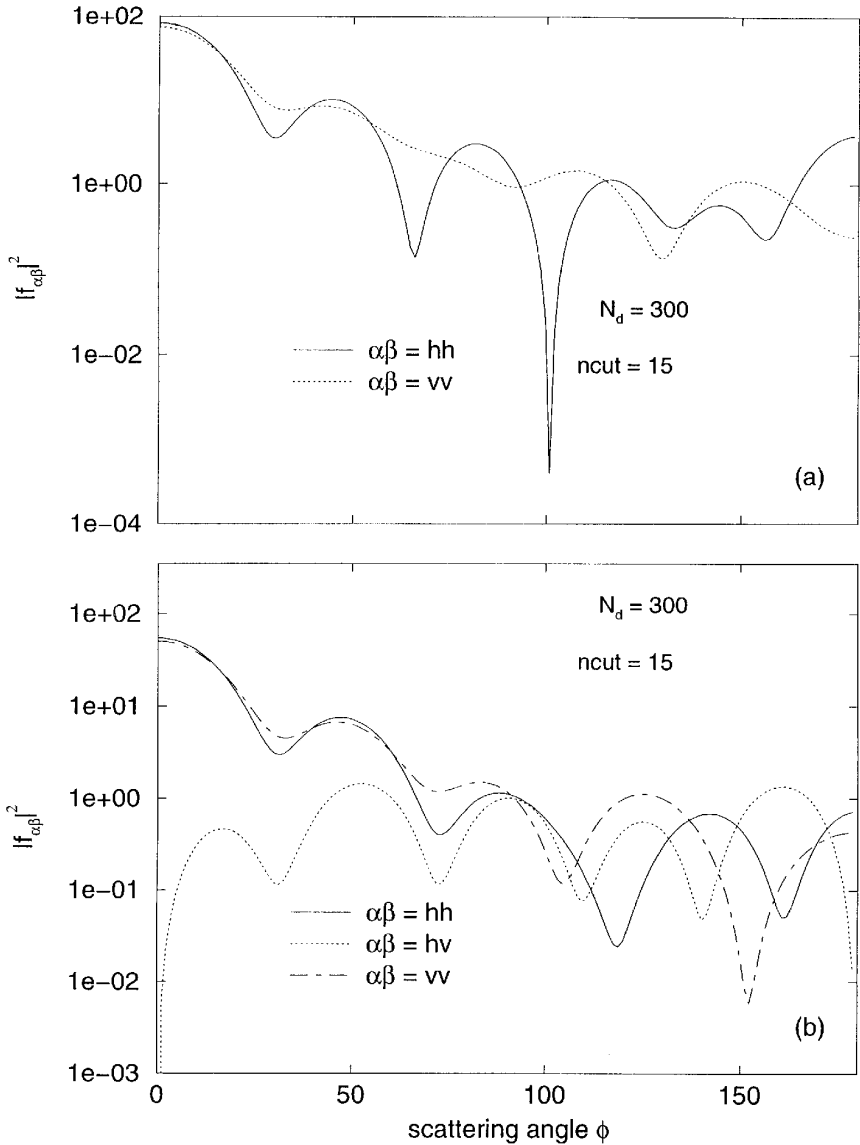 1e+02
1e+00
1e−02
1e−04
|f_αβ|²
N_d = 300
ncut = 15
αβ = hh
αβ = vv
(a)
1e+02
1e+01
1e+00
1e−01
1e−02
1e−03
|f_αβ|²
N_d = 300
ncut = 15
αβ = hh
αβ = hv
αβ = vv
(b)
0 50 100 150
scattering angle ϕ